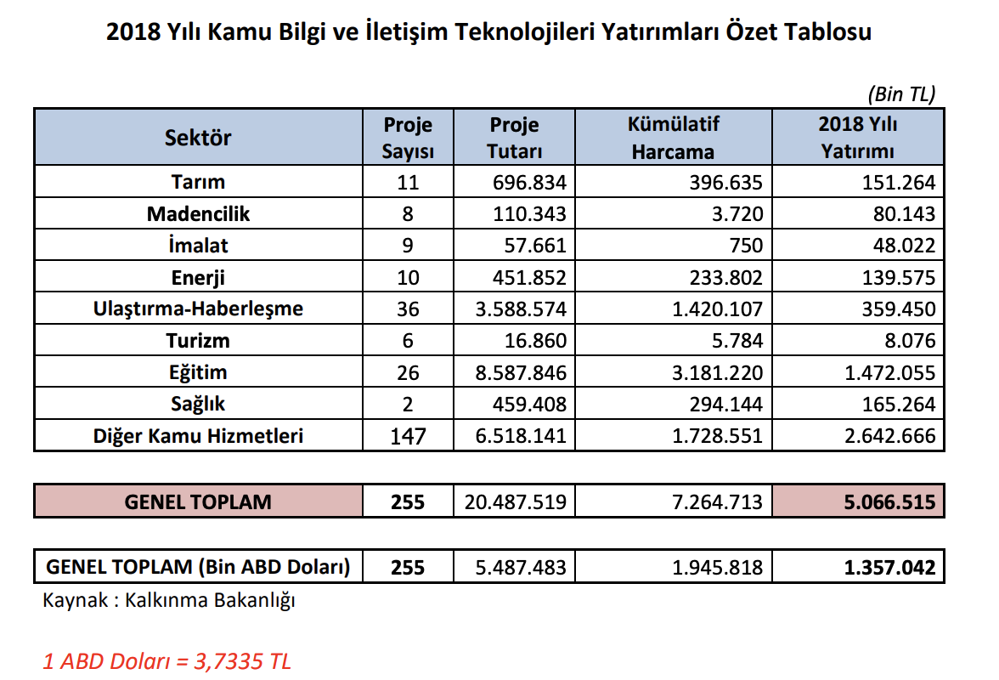 2018 Yılı Kamu Bilgi ve İletişim Teknolojileri Yatırımları Özet Tablosu
(Bin TL)
Sektör Proje Sayısı Proje Tutarı Kümülatif Harcama 2018 Yılı Yatırımı
Tarım 11 696.834 396.635 151.264
Madencilik 8 110.343 3.720 80.143
İmalat 9 57.661 750 48.022
Enerji 10 451.852 233.802 139.575
Ulaştırma-Haberleşme 36 3.588.574 1.420.107 359.450
Turizm 6 16.860 5.784 8.076
Eğitim 26 8.587.846 3.181.220 1.472.055
Sağlık 2 459.408 294.144 165.264
Diğer Kamu Hizmetleri 147 6.518.141 1.728.551 2.642.666
GENEL TOPLAM 255 20.487.519 7.264.713 5.066.515
GENEL TOPLAM (Bin ABD Doları) 255 5.487.483 1.945.818 1.357.042
Kaynak : Kalkınma Bakanlığı
1 ABD Doları = 3,7335 TL